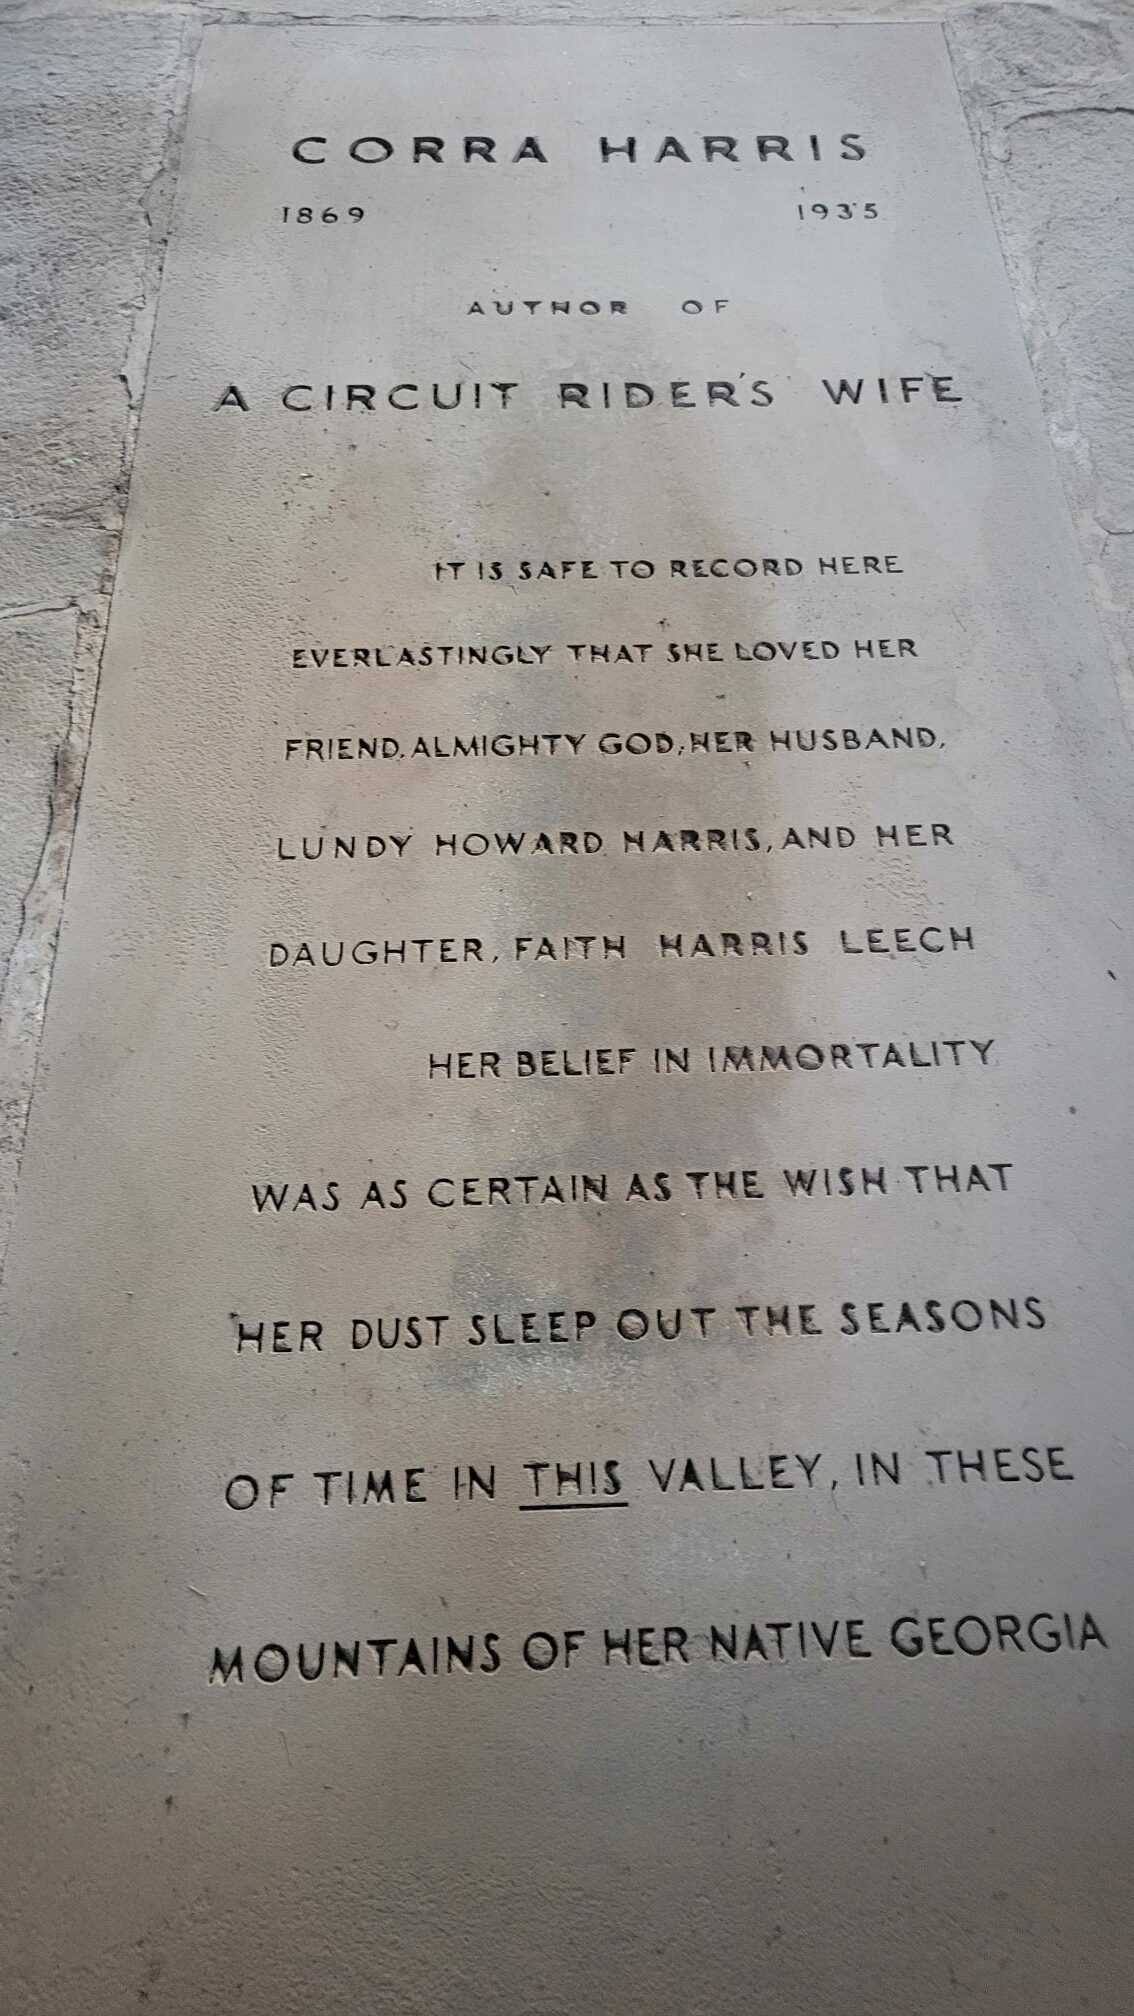 CORRA HARRIS
1869 1935
AUTHOR OF
A CIRCUIT RIDER'S WIFE
IT IS SAFE TO RECORD HERE
EVERLASTINGLY THAT SHE LOVED HER
FRIEND, ALMIGHTY GOD; HER HUSBAND,
LUNDY HOWARD HARRIS, AND HER
DAUGHTER, FAITH HARRIS LEECH
HER BELIEF IN IMMORTALITY
WAS AS CERTAIN AS THE WISH THAT
HER DUST SLEEP OUT THE SEASONS
OF TIME IN THIS VALLEY, IN THESE
MOUNTAINS OF HER NATIVE GEORGIA